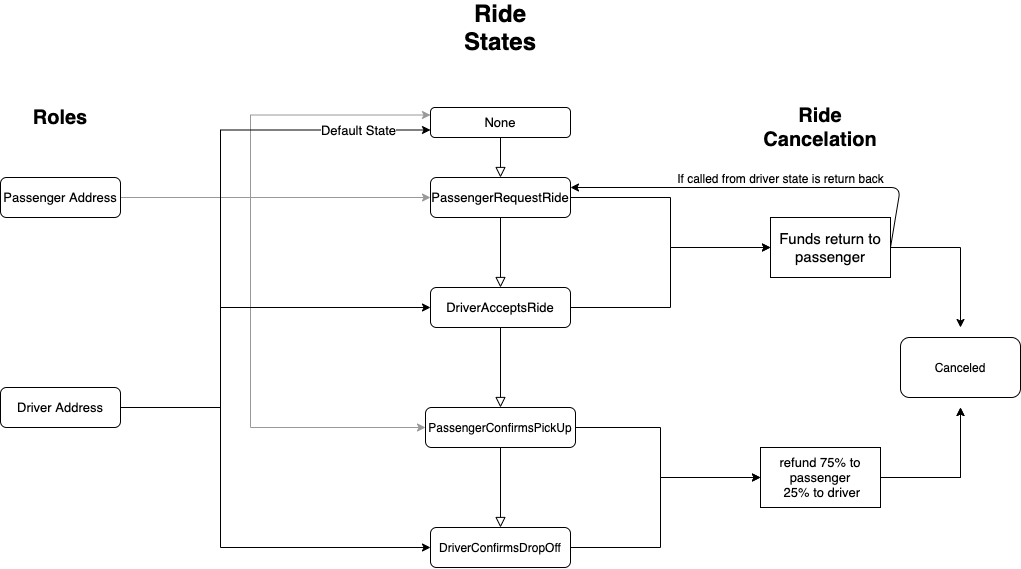 Ride
States
Roles
Ride
Cancelation
None
Default State
If called from driver state is return back
Passenger Address
PassengerRequestRide
Funds return to
passenger
DriverAcceptsRide
Canceled
Driver Address
PassengerConfirmsPickUp
refund 75% to
passenger
25% to driver
DriverConfirmsDropOff